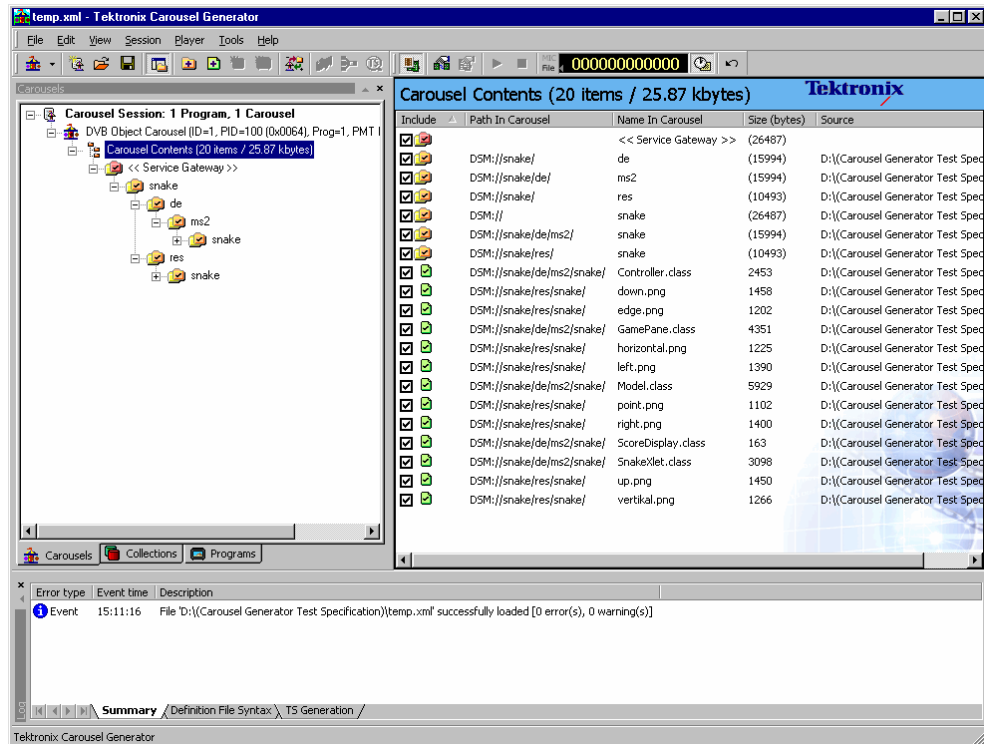 temp.xml - Tektronix Carousel Generator
File Edit View Session Player Tools Help
MIC File 000000000000
Carousels
Carousel Session: 1 Program, 1 Carousel
DVB Object Carousel (ID=1, PID=100 (0x0064), Prog=1, PMT
Carousel Contents (20 items / 25.87 kbytes)
<< Service Gateway >>
snake
de
ms2
snake
res
snake
Carousels Collections Programs
Carousel Contents (20 items / 25.87 kbytes) Tektronix
Include Path In Carousel Name In Carousel Size (bytes) Source
<< Service Gateway >> (26487)
DSM://snake/ de (15994) D:\(Carousel Generator Test Spec
DSM://snake/de/ ms2 (15994) D:\(Carousel Generator Test Spec
DSM://snake/ res (10493) D:\(Carousel Generator Test Spec
DSM:// snake (26487) D:\(Carousel Generator Test Spec
DSM://snake/de/ms2/ snake (15994) D:\(Carousel Generator Test Spec
DSM://snake/res/ snake (10493) D:\(Carousel Generator Test Spec
DSM://snake/de/ms2/snake/ Controller.class 2453 D:\(Carousel Generator Test Spec
DSM://snake/res/snake/ down.png 1458 D:\(Carousel Generator Test Spec
DSM://snake/res/snake/ edge.png 1202 D:\(Carousel Generator Test Spec
DSM://snake/de/ms2/snake/ GamePane.class 4351 D:\(Carousel Generator Test Spec
DSM://snake/res/snake/ horizontal.png 1225 D:\(Carousel Generator Test Spec
DSM://snake/res/snake/ left.png 1390 D:\(Carousel Generator Test Spec
DSM://snake/de/ms2/snake/ Model.class 5929 D:\(Carousel Generator Test Spec
DSM://snake/res/snake/ point.png 1102 D:\(Carousel Generator Test Spec
DSM://snake/res/snake/ right.png 1400 D:\(Carousel Generator Test Spec
DSM://snake/de/ms2/snake/ ScoreDisplay.class 163 D:\(Carousel Generator Test Spec
DSM://snake/de/ms2/snake/ SnakeXlet.class 3098 D:\(Carousel Generator Test Spec
DSM://snake/res/snake/ up.png 1450 D:\(Carousel Generator Test Spec
DSM://snake/res/snake/ vertikal.png 1266 D:\(Carousel Generator Test Spec
Error type Event time Description
Event 15:11:16 File 'D:\(Carousel Generator Test Specification)\temp.xml' successfully loaded [0 error(s), 0 warning(s)]
Log
Summary Definition File Syntax TS Generation
Tektronix Carousel Generator